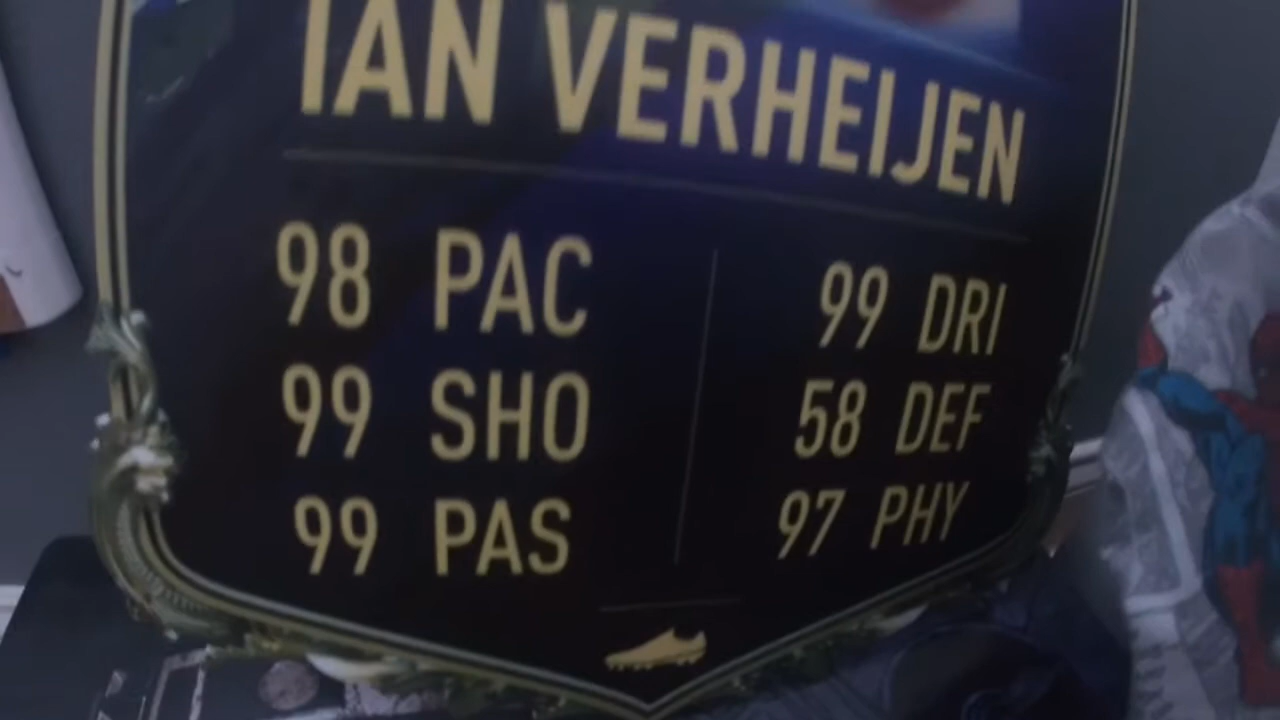 IAN VERHEIJEN
98 PAC
99 DRI
99 SHO
58 DEF
99 PAS
97 PHY